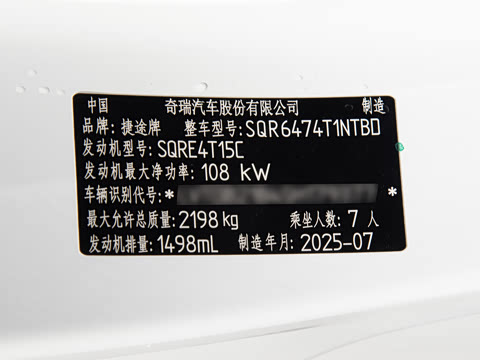 中国 奇瑞汽车股份有限公司 制造
品牌: 捷途牌 整车型号: SQR6474T1NTBD
发动机型号: SQRE4T15C
发动机最大净功率: 108 kW
车辆识别代号: * *
最大允许总质量: 2198 kg 乘坐人数: 7 人
发动机排量: 1498mL 制造年月: 2025-07